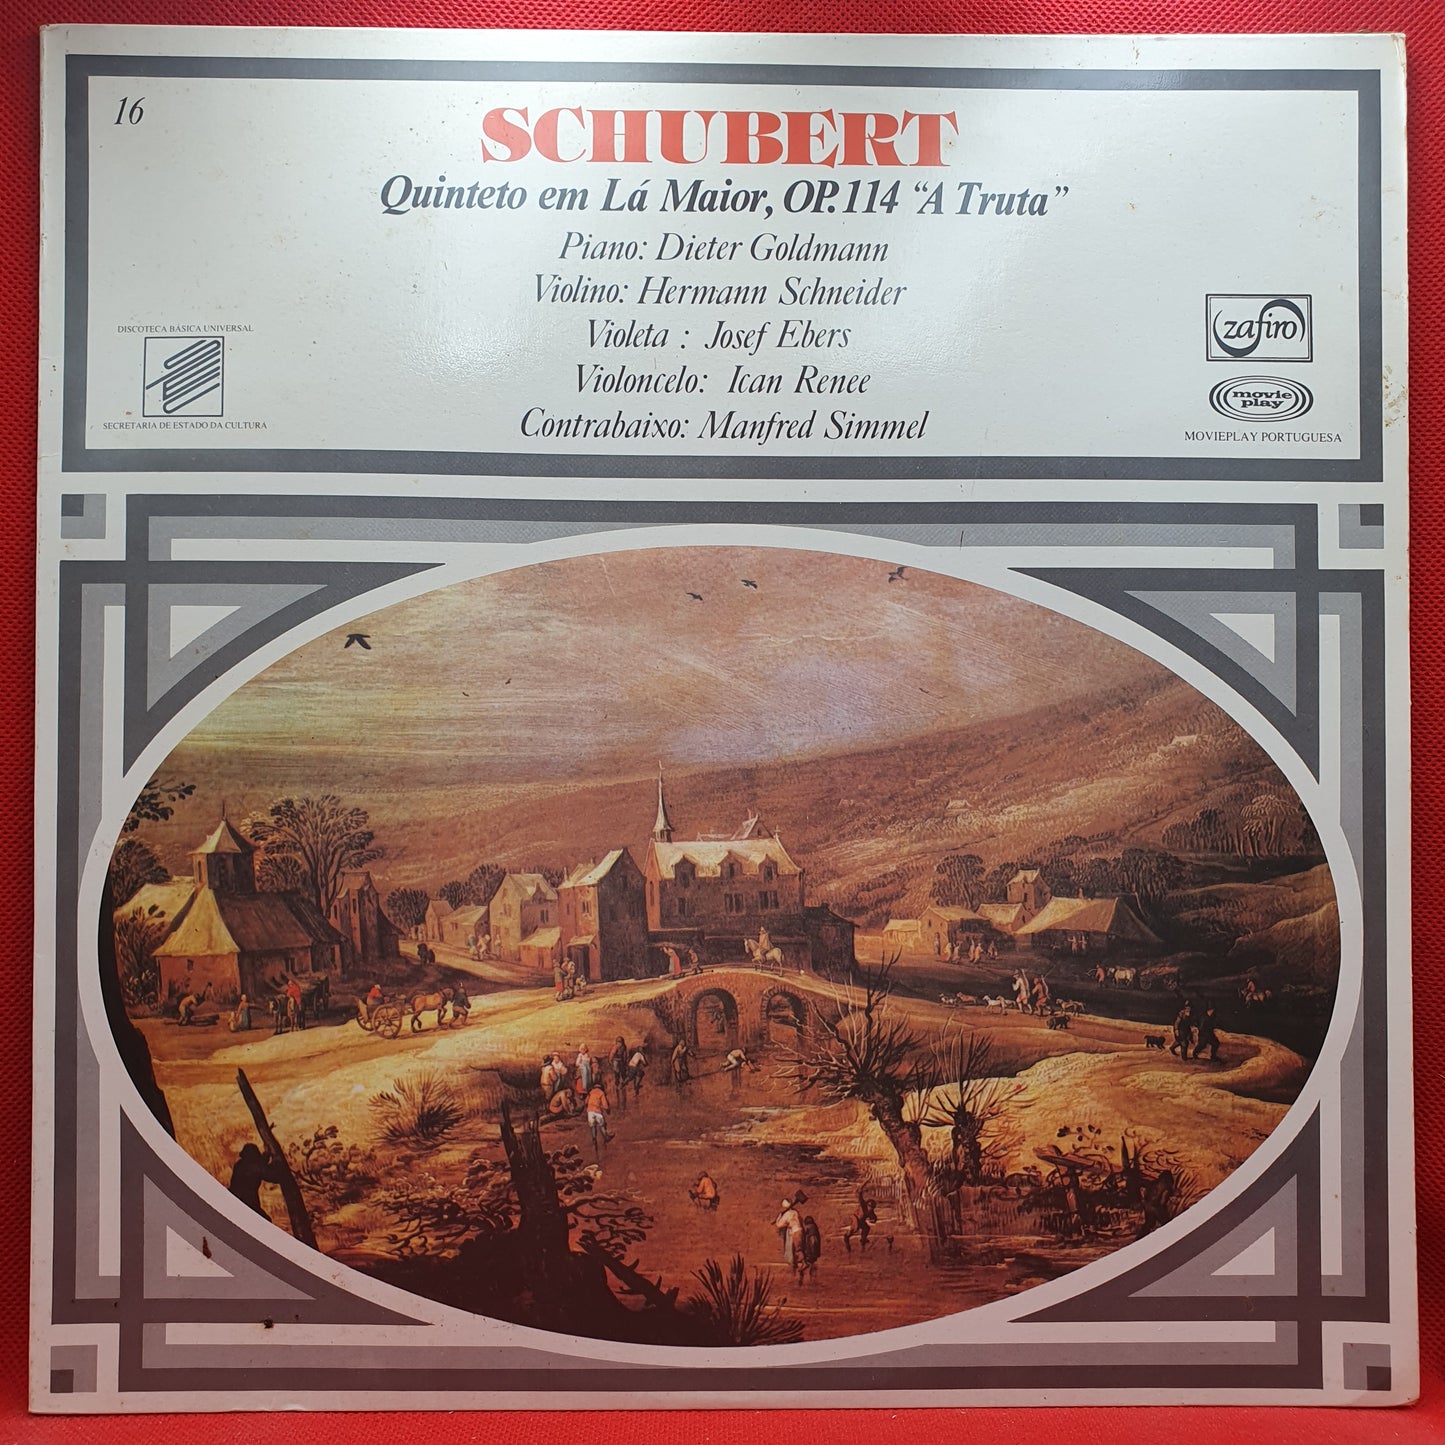 16
SCHUBERT
Quinteto em Lá Maior, OP.114 “A Truta”
Piano: Dieter Goldmann
Violino: Hermann Schneider
Violeta : Josef Ebers
Violoncelo: Ican Renee
Contrabaixo: Manfred Simmel
DISCOTECA BÁSICA UNIVERSAL
SECRETARIA DE ESTADO DA CULTURA
zafiro
movie
play
MOVIEPLAY PORTUGUESA